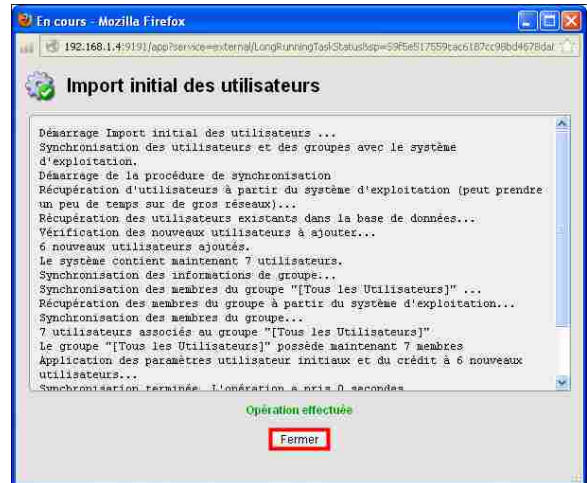 En cours - Mozilla Firefox
192.168.1.4:9191/app?service=external/LongRunningTaskStatus&sp=
Import initial des utilisateurs
Démarrage Import initial des utilisateurs ...
Synchronisation des utilisateurs et des groupes avec le système
d'exploitation.
Démarrage de la procédure de synchronisation
Récupération d'utilisateurs à partir du système d'exploitation (peut prendre
un peu de temps sur de gros réseaux)...
Récupération des utilisateurs existants dans la base de données...
Vérification des nouveaux utilisateurs à ajouter...
6 nouveaux utilisateurs ajoutés.
Le système contient maintenant 7 utilisateurs.
Synchronisation des informations de groupe...
Synchronisation des membres du groupe "[Tous les Utilisateurs]" ...
Récupération des membres du groupe à partir du système d'exploitation...
Synchronisation des membres du groupe...
7 utilisateurs associés au groupe "[Tous les Utilisateurs]"
Le groupe "[Tous les Utilisateurs]" possède maintenant 7 membres
Application des paramètres utilisateur initiaux et du crédit à 6 nouveaux
utilisateurs...
Synchronisation terminée. L'opération a pris 0 secondes
Opération effectuée
Fermer